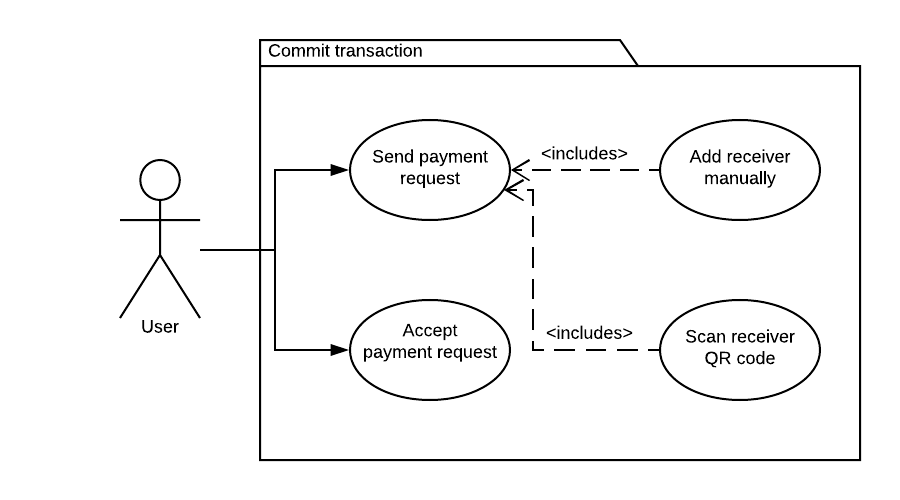 Commit transaction
Send payment
request
<includes>
Add receiver
manually
User
Accept
payment request
<includes>
Scan receiver
QR code